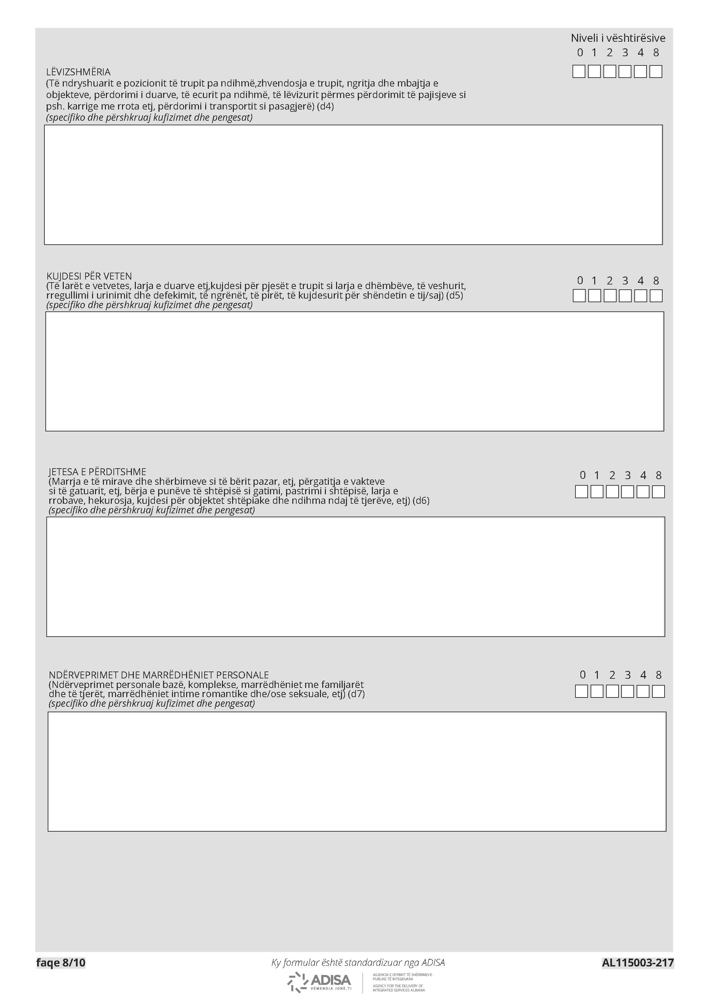 Niveli i vështirësive
0 1 2 3 4 8
LËVIZSHMËRIA
(Të ndryshuarit e pozicionit të trupit pa ndihmë,zhvendosja e trupit, ngritja dhe mbajtja e
objekteve, përdorimi i duarve, të ecurit pa ndihmë, të lëvizurit përmes përdorimit të pajisjeve si
psh. karrige me rrota etj, përdorimi i transportit si pasagjerë) (d4)
(specifiko dhe përshkruaj kufizimet dhe pengesat)
KUJDESI PËR VETEN
0 1 2 3 4 8
(Të larët e vetvetes, larja e duarve etj,kujdesi për pjesët e trupit si larja e dhëmbëve, të veshurit,
rregullimi i urinimit dhe defekimit, të ngrënët, të pirët, të kujdesurit për shëndetin e tij/saj) (d5)
(specifiko dhe përshkruaj kufizimet dhe pengesat)
JETESA E PËRDITSHME
0 1 2 3 4 8
(Marrja e të mirave dhe shërbimeve si të bërit pazar, etj, përgatitja e vakteve
si të gatuarit, etj, bërja e punëve të shtëpisë si gatimi, pastrimi i shtëpisë, larja e
rrobave, hekurosja, kujdesi për objektet shtëpiake dhe ndihma ndaj të tjerëve, etj) (d6)
(specifiko dhe përshkruaj kufizimet dhe pengesat)
NDËRVEPRIMET DHE MARRËDHËNIET PERSONALE
0 1 2 3 4 8
(Ndërveprimet personale bazë, komplekse, marrëdhëniet me familjarët
dhe të tjerët, marrëdhëniet intime romantike dhe/ose seksuale, etj) (d7)
(specifiko dhe përshkruaj kufizimet dhe pengesat)
faqe 8/10
Ky formular është standardizuar nga ADISA
AL115003-217
ADISA
VËMENDJA JONË,TI
AGJENCIA E OFRIMIT TË SHËRBIMEVE
PUBLIKE TË INTEGRUARA
AGENCY FOR THE DELIVERY OF
INTEGRATED SERVICES ALBANIA